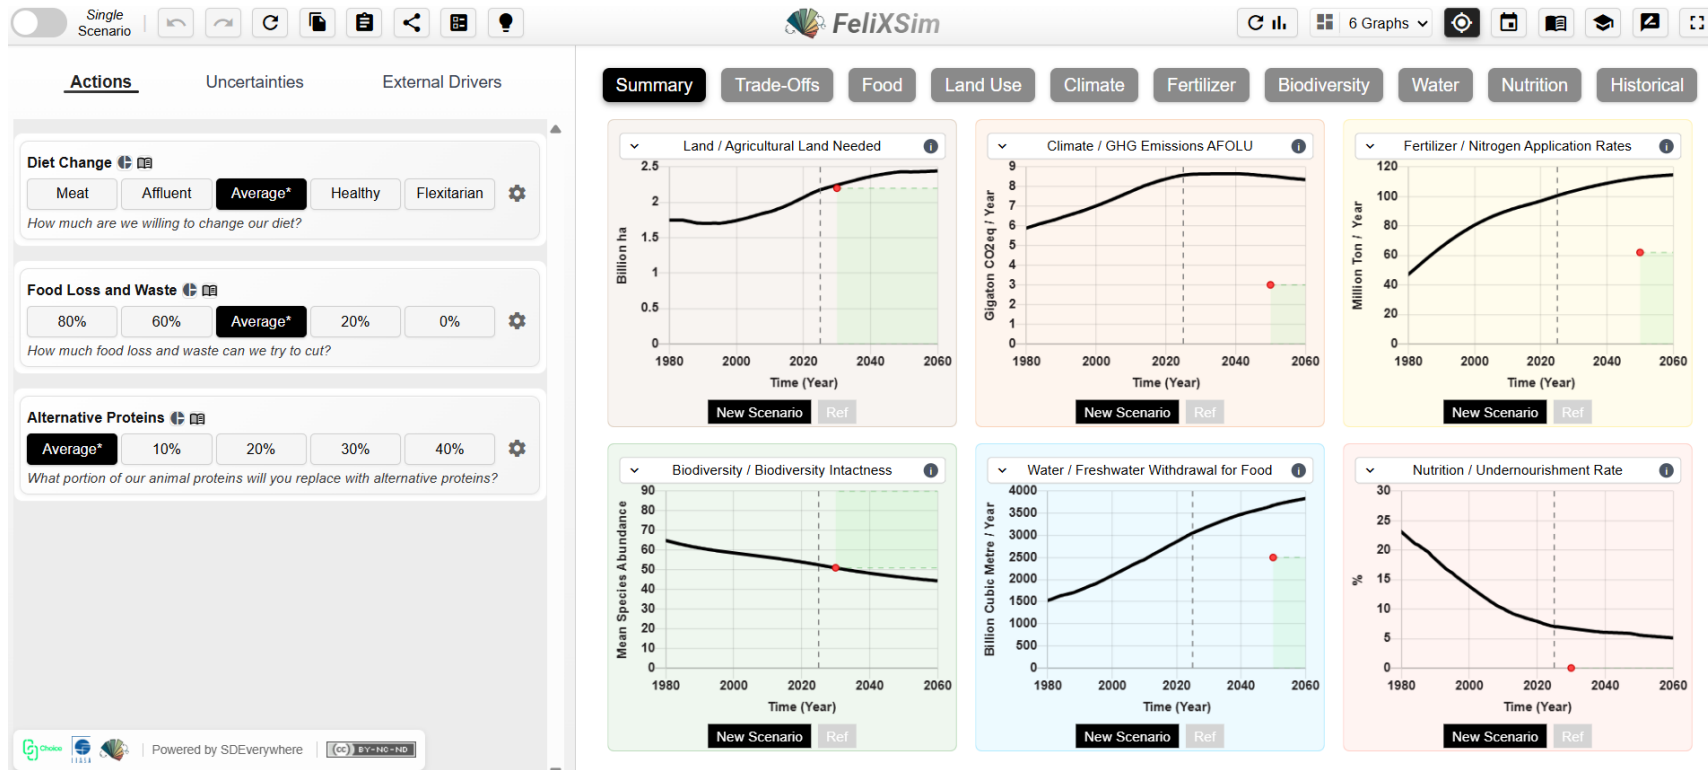 Single Scenario
FeliXSim
6 Graphs
Actions Uncertainties External Drivers
Diet Change
Meat Affluent Average* Healthy Flexitarian
How much are we willing to change our diet?
Food Loss and Waste
80% 60% Average* 20% 0%
How much food loss and waste can we try to cut?
Alternative Proteins
Average* 10% 20% 30% 40%
What portion of our animal proteins will you replace with alternative proteins?
Choice IIASA Powered by SDEverywhere (cc) BY-NC-ND
Summary Trade-Offs Food Land Use Climate Fertilizer Biodiversity Water Nutrition Historical
Land / Agricultural Land Needed
Billion ha
2.5
2
1.5
1
0.5
0
1980 2000 2020 2040 2060
Time (Year)
New Scenario Ref
Climate / GHG Emissions AFOLU
Gigaton CO2eq / Year
9
8
7
6
5
4
3
2
1
0
1980 2000 2020 2040 2060
Time (Year)
New Scenario Ref
Fertilizer / Nitrogen Application Rates
Million Ton / Year
120
100
80
60
40
20
0
1980 2000 2020 2040 2060
Time (Year)
New Scenario Ref
Biodiversity / Biodiversity Intactness
Mean Species Abundance
90
80
70
60
50
40
30
20
10
0
1980 2000 2020 2040 2060
Time (Year)
New Scenario Ref
Water / Freshwater Withdrawal for Food
Billion Cubic Metre / Year
4000
3500
3000
2500
2000
1500
1000
500
0
1980 2000 2020 2040 2060
Time (Year)
New Scenario Ref
Nutrition / Undernourishment Rate
%
30
25
20
15
10
5
0
1980 2000 2020 2040 2060
Time (Year)
New Scenario Ref